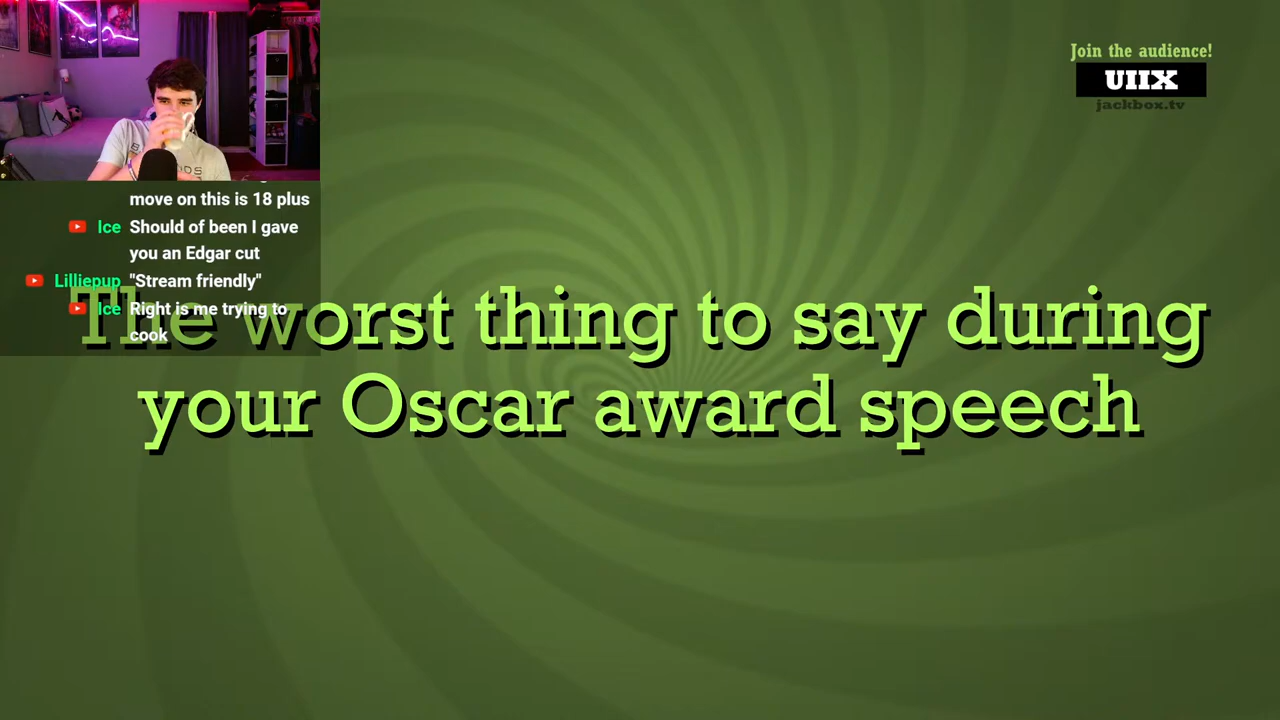 Join the audience!
UIIX
jackbox.tv
move on this is 18 plus
Ice Should of been I gave
you an Edgar cut
Lilliepup "Stream friendly"
Ice Right is me trying to
cook
The worst thing to say during
your Oscar award speech